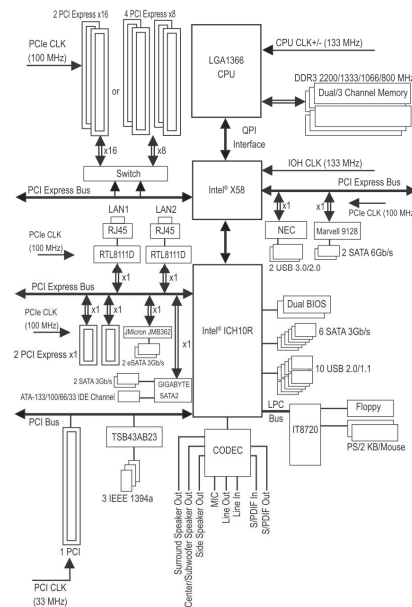 2 PCI Express x16
4 PCI Express x8
PCIe CLK
(100 MHz)
or
x16
x8
Switch
PCI Express Bus
LGA1366
CPU
CPU CLK+/- (133 MHz)
DDR3 2200/1333/1066/800 MHz
Dual/3 Channel Memory
QPI
Interface
Intel® X58
IOH CLK (133 MHz)
PCI Express Bus
x1
x1
PCIe CLK
(100 MHz)
NEC
Marvell 9128
2 USB 3.0/2.0
2 SATA 6Gb/s
LAN1
LAN2
RJ45
RJ45
PCIe CLK
(100 MHz)
RTL8111D
RTL8111D
x1
x1
PCI Express Bus
PCIe CLK
(100 MHz)
x1
x1
x1
x1
JMicron JMB362
2 PCI Express x1
2 eSATA 3Gb/s
2 SATA 3Gb/s
ATA-133/100/66/33 IDE Channel
GIGABYTE
SATA2
Intel® ICH10R
Dual BIOS
6 SATA 3Gb/s
10 USB 2.0/1.1
PCI Bus
LPC
Bus
IT8720
Floppy
PS/2 KB/Mouse
TSB43AB23
3 IEEE 1394a
1 PCI
PCI CLK
(33 MHz)
CODEC
Surround Speaker Out
Center/Subwoofer Speaker Out
Side Speaker Out
MIC
Line Out
Line In
S/PDIF In
S/PDIF Out